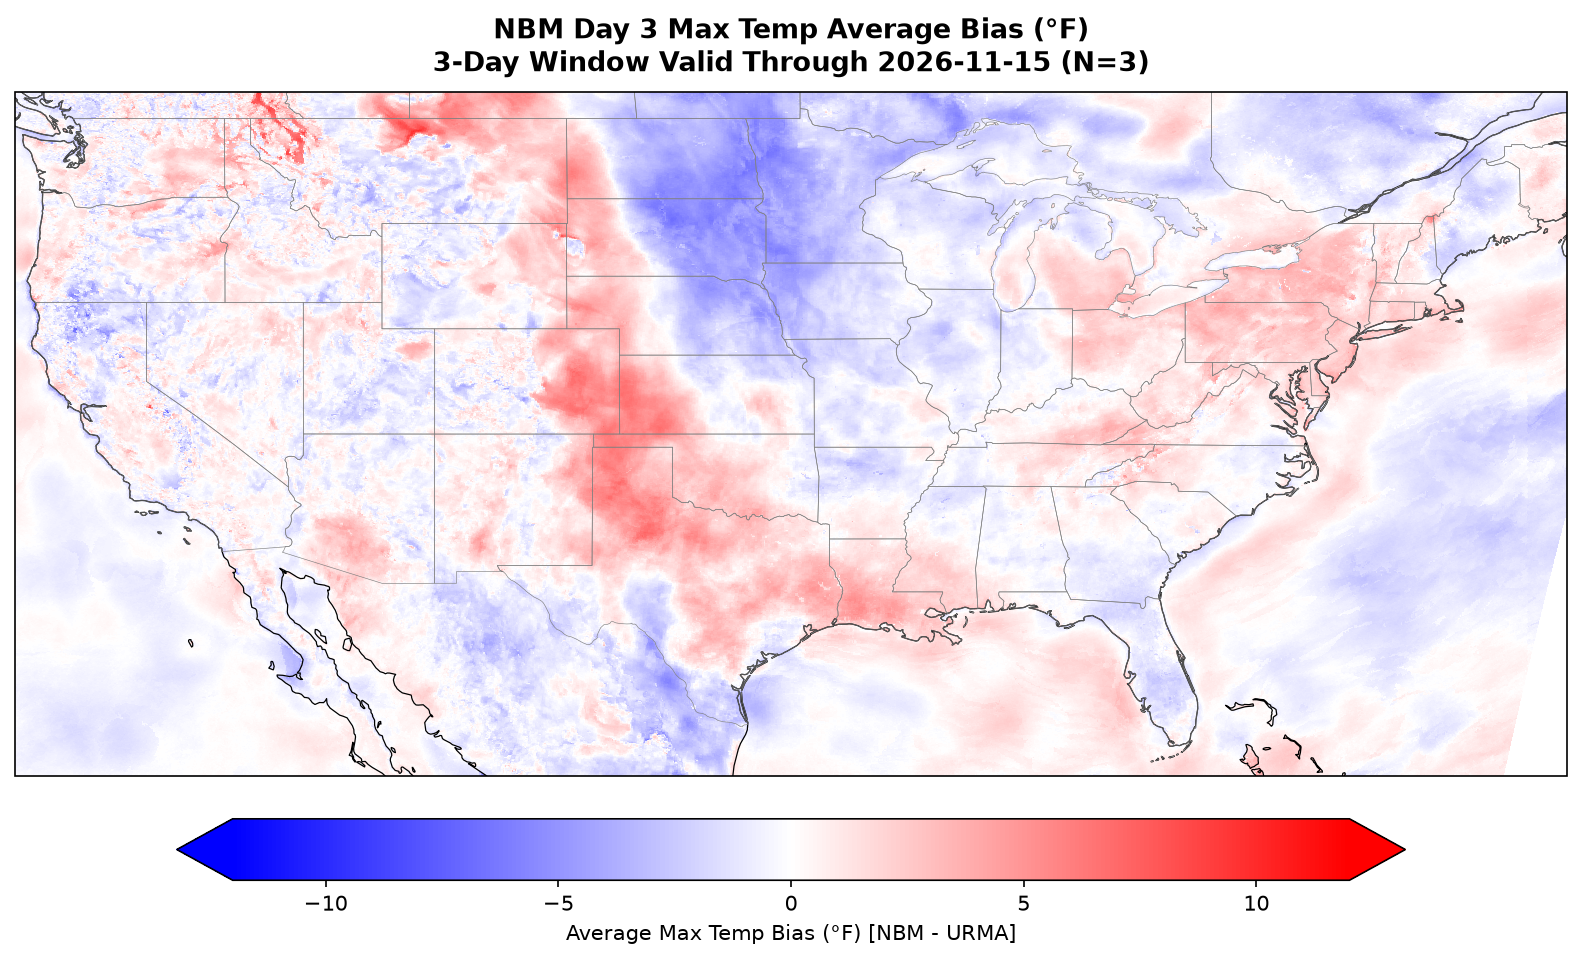 NBM Day 3 Max Temp Average Bias (°F)
3-Day Window Valid Through 2026-11-15 (N=3)
−10 −5 0 5 10
Average Max Temp Bias (°F) [NBM - URMA]